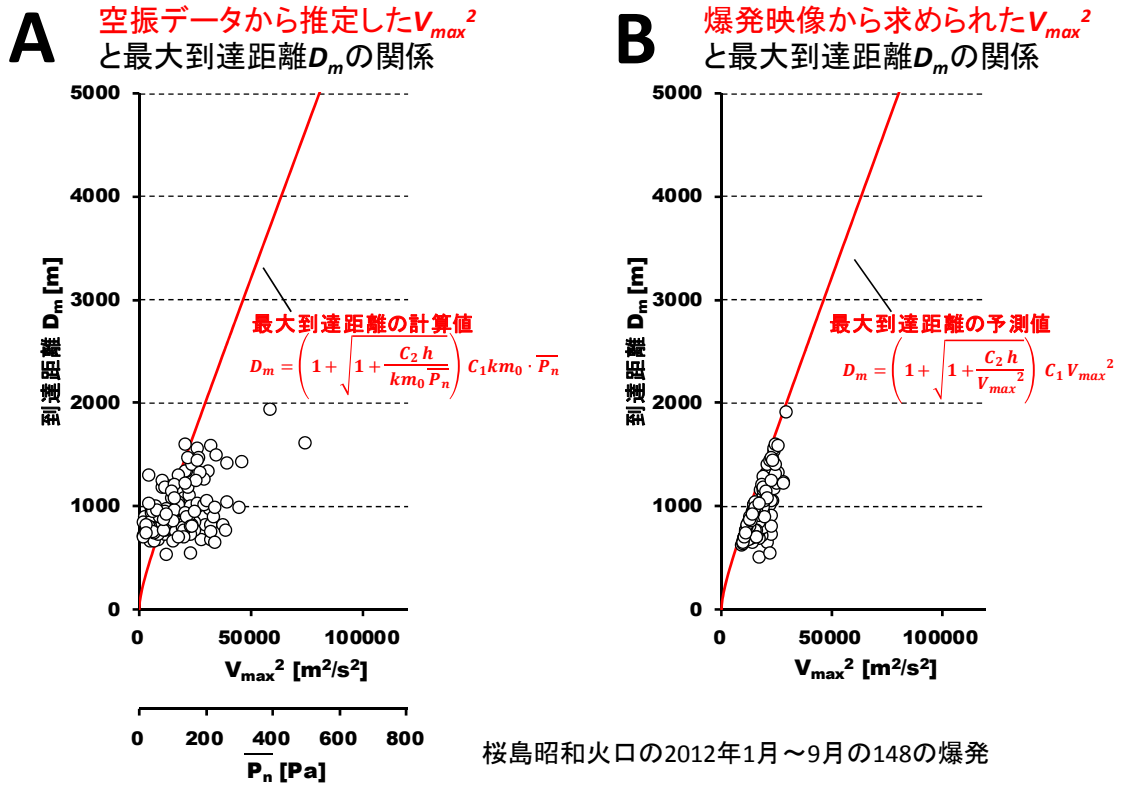 A
空振データから推定したVmax²
と最大到達距離Dmの関係
5000
4000
3000
2000
1000
0
到達距離 Dm [m]
最大到達距離の計算値
Dm = ( 1 + √(1 + C₂ h / km₀ P̅n̅) ) C₁km₀ · P̅n̅
0 50000 100000
Vmax² [m²/s²]
0 200 400 600 800
P̅n̅ [Pa]
B
爆発映像から求められたVmax²
と最大到達距離Dmの関係
5000
4000
3000
2000
1000
0
到達距離 Dm [m]
最大到達距離の予測値
Dm = ( 1 + √(1 + C₂ h / Vmax²) ) C₁Vmax²
0 50000 100000
Vmax² [m²/s²]
桜島昭和火口の2012年1月～9月の148の爆発